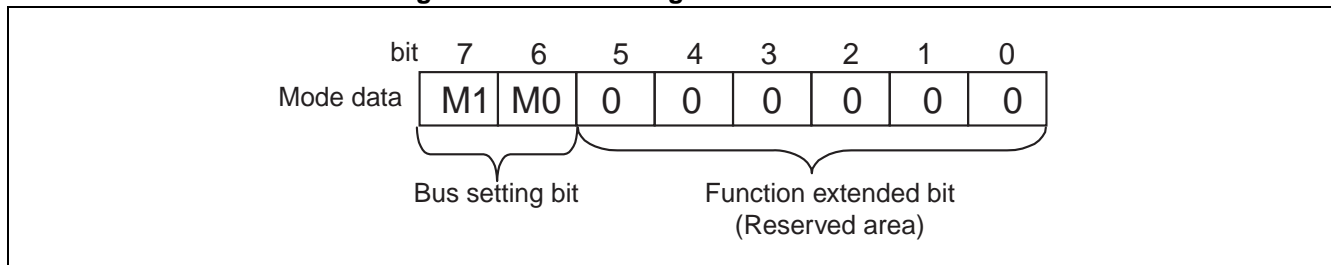 bit 7 6 5 4 3 2 1 0
Mode data M1 M0 0 0 0 0 0 0
Bus setting bit Function extended bit
(Reserved area)